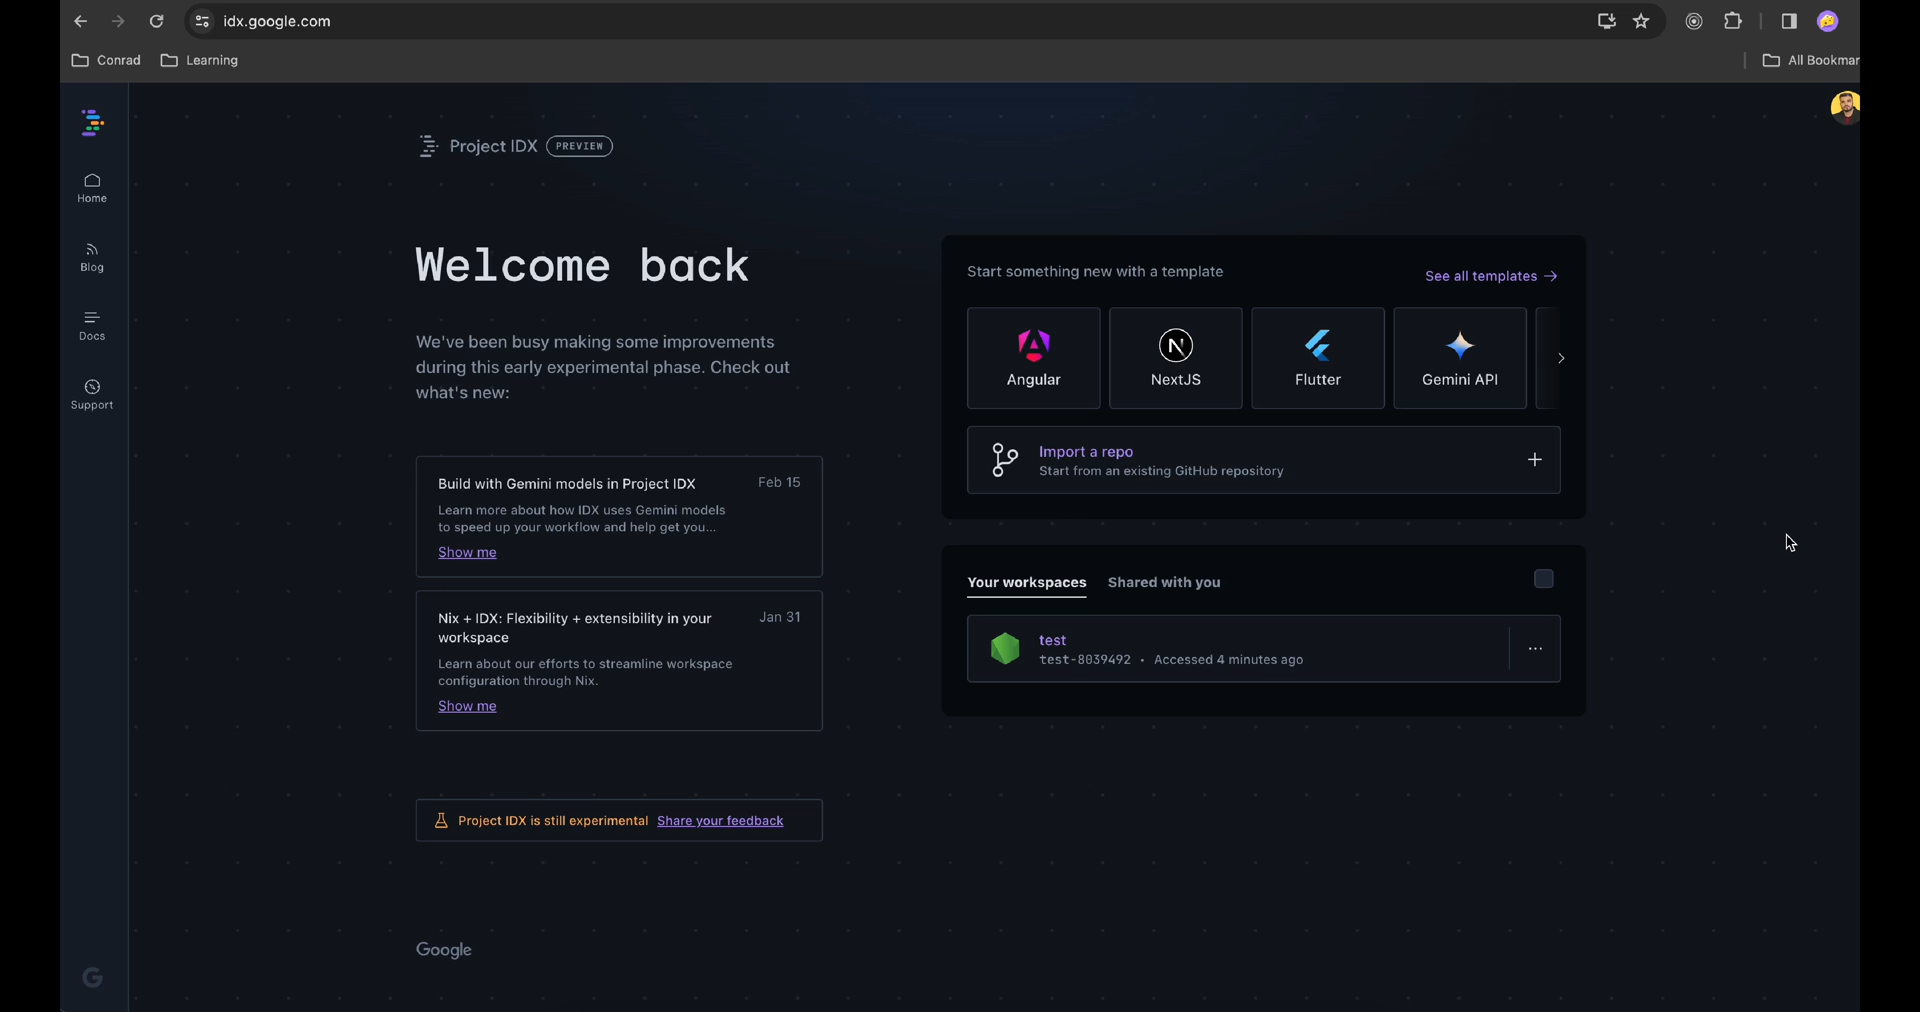 idx.google.com
Conrad
Learning
All Bookmar
Project IDX PREVIEW
Home
Blog
Docs
Support
Welcome back
We've been busy making some improvements
during this early experimental phase. Check out
what's new:
Build with Gemini models in Project IDX
Feb 15
Learn more about how IDX uses Gemini models
to speed up your workflow and help get you...
Show me
Nix + IDX: Flexibility + extensibility in your
workspace
Jan 31
Learn about our efforts to streamline workspace
configuration through Nix.
Show me
Project IDX is still experimental Share your feedback
Google
Start something new with a template
See all templates →
Angular
NextJS
Flutter
Gemini API
Import a repo
Start from an existing GitHub repository
Your workspaces
Shared with you
test
test-8039492 • Accessed 4 minutes ago